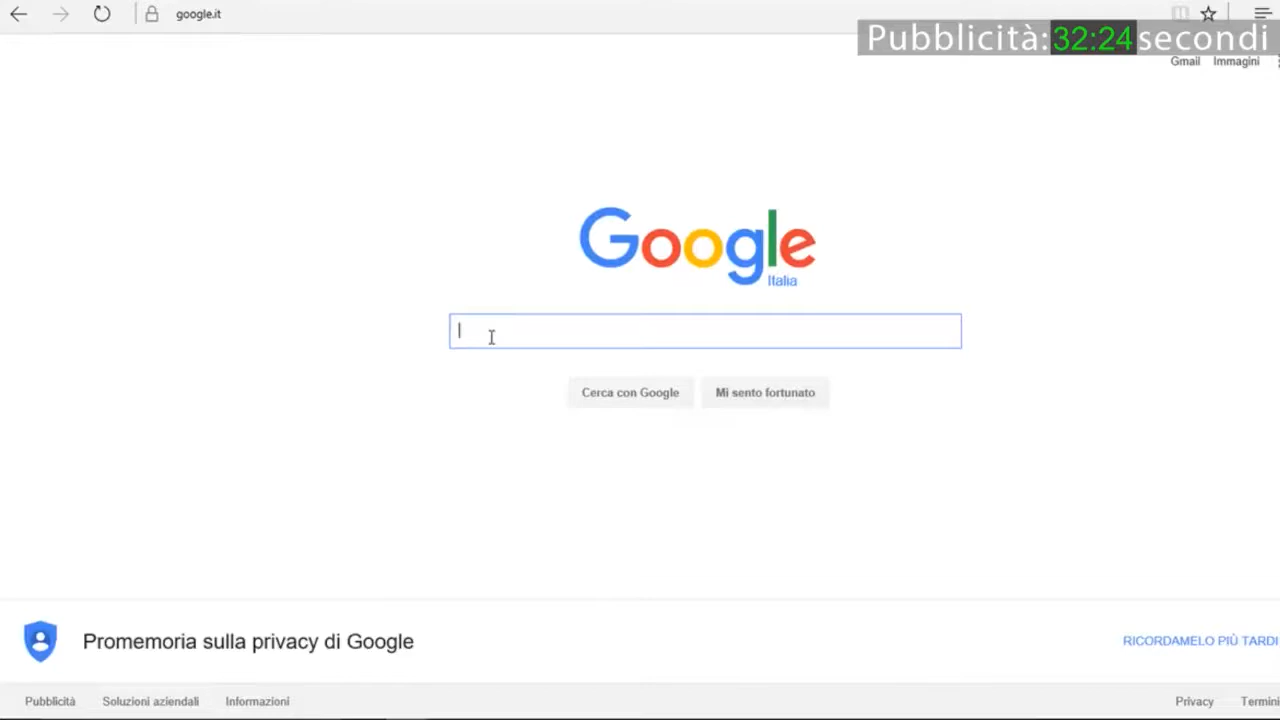 google.it
Pubblicità:32:24secondi
Gmail Immagini
Google
Italia
Cerca con Google Mi sento fortunato
Promemoria sulla privacy di Google
RICORDAMELO PIÙ TARDI
Pubblicità Soluzioni aziendali Informazioni Privacy Termini